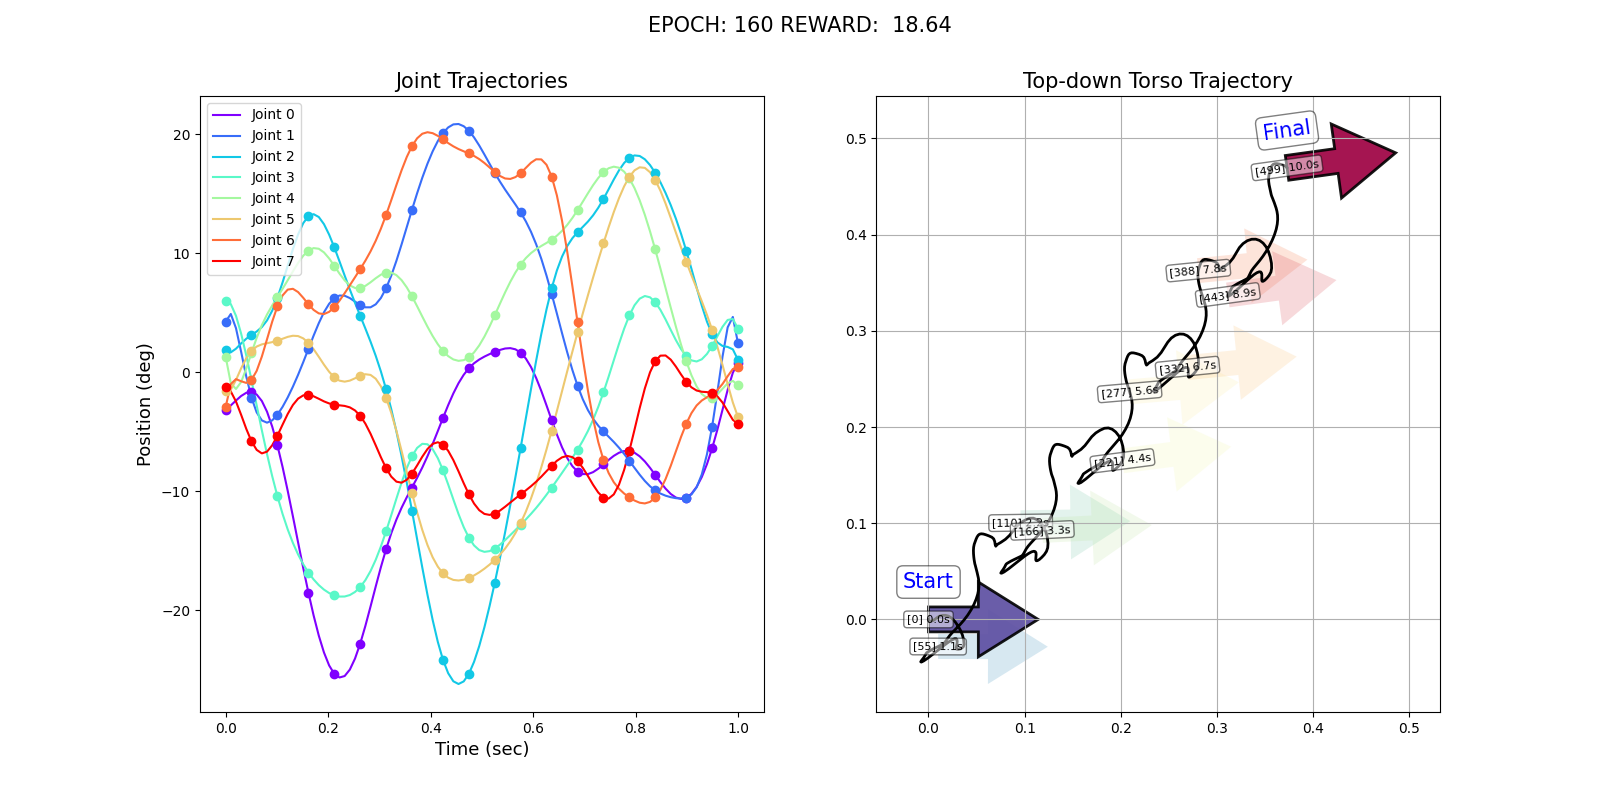 EPOCH: 160 REWARD:  18.64
Joint Trajectories
Joint 0
Joint 1
Joint 2
Joint 3
Joint 4
Joint 5
Joint 6
Joint 7
20
10
0
−10
−20
Position (deg)
0.0 0.2 0.4 0.6 0.8 1.0
Time (sec)
Top-down Torso Trajectory
0.5
0.4
0.3
0.2
0.1
0.0
Final
[499] 10.0s
[388] 7.8s
[443] 8.9s
[332] 6.7s
[277] 5.6s
[221] 4.4s
[110]
[166] 3.3s
Start
[0] 0.0s
[55] 1.1s
0.0 0.1 0.2 0.3 0.4 0.5